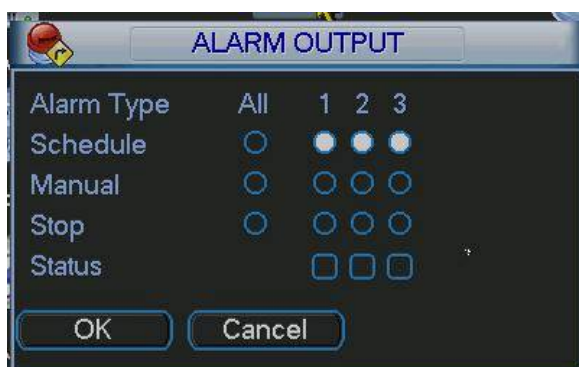 ALARM OUTPUT
Alarm Type All 1 2 3
Schedule
Manual
Stop
Status
OK Cancel